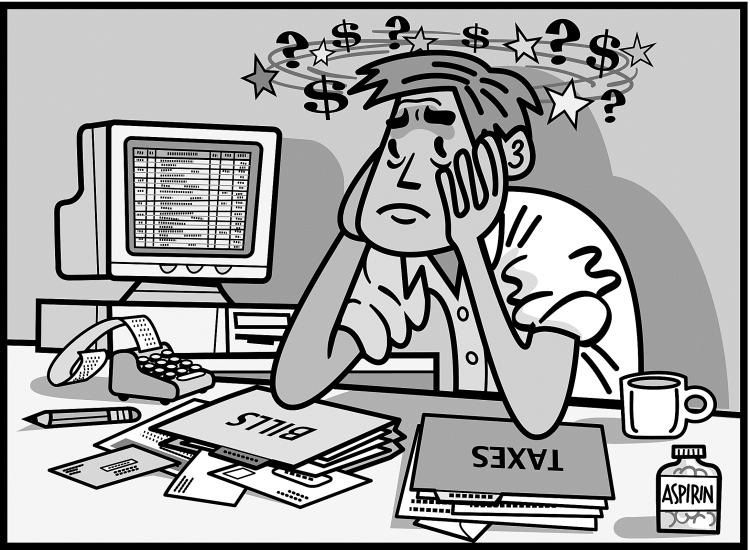 ? $ ? $ ? $
$ ?
BILLS
TAXES
ASPIRIN